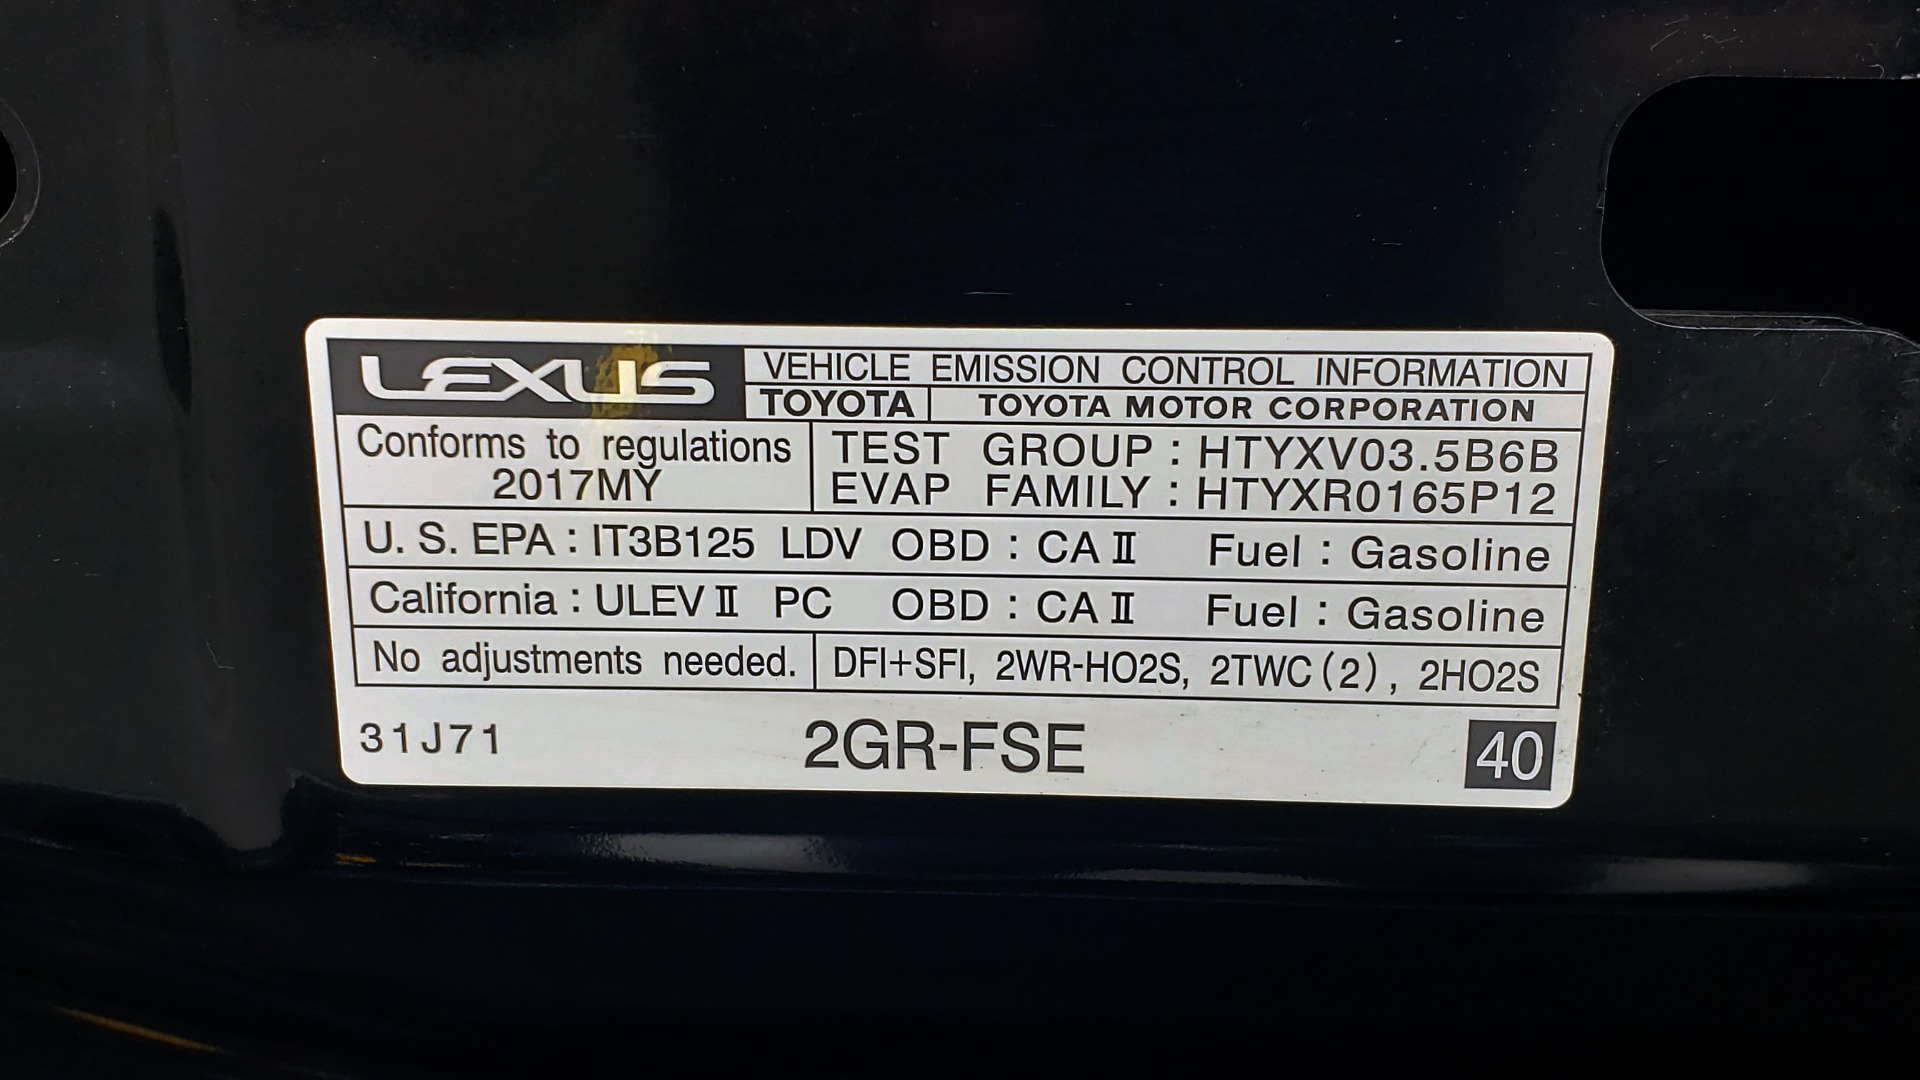 LEXUS VEHICLE EMISSION CONTROL INFORMATION
TOYOTA TOYOTA MOTOR CORPORATION
Conforms to regulations
2017MY
TEST GROUP : HTYXV03.5B6B
EVAP FAMILY : HTYXR0165P12
U. S. EPA : IT3B125 LDV OBD : CA II Fuel : Gasoline
California : ULEV II PC OBD : CA II Fuel : Gasoline
No adjustments needed. DFI+SFI, 2WR-HO2S, 2TWC (2) , 2HO2S
31J71 2GR-FSE 40